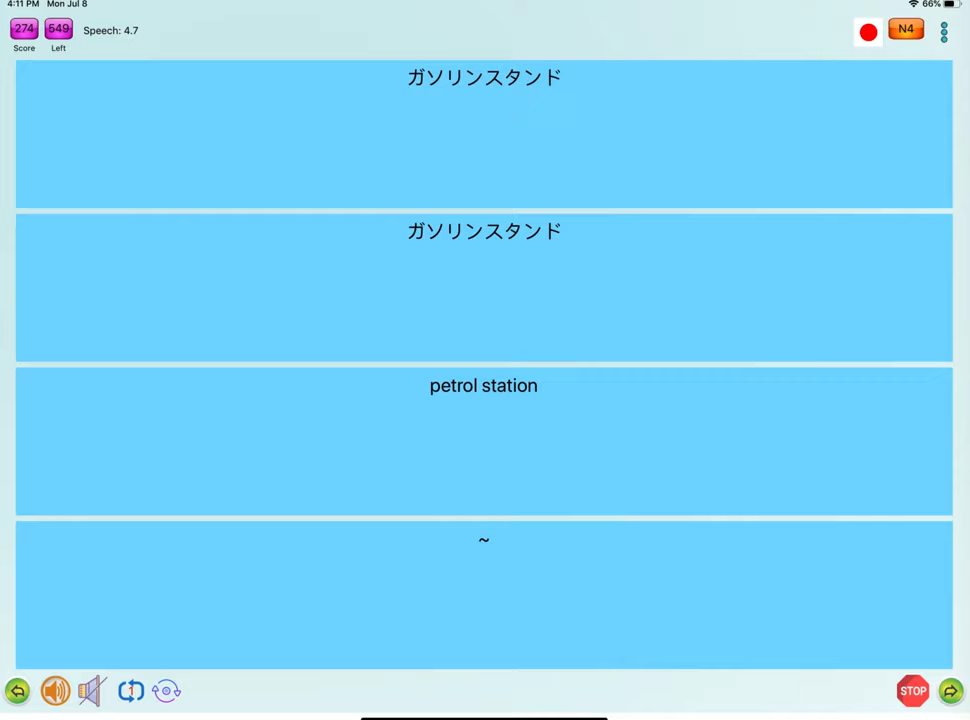 4:11 PM Mon Jul 8 66%
274 549 Speech: 4.7 N4
Score Left
ガソリンスタンド
ガソリンスタンド
petrol station
~
1 STOP